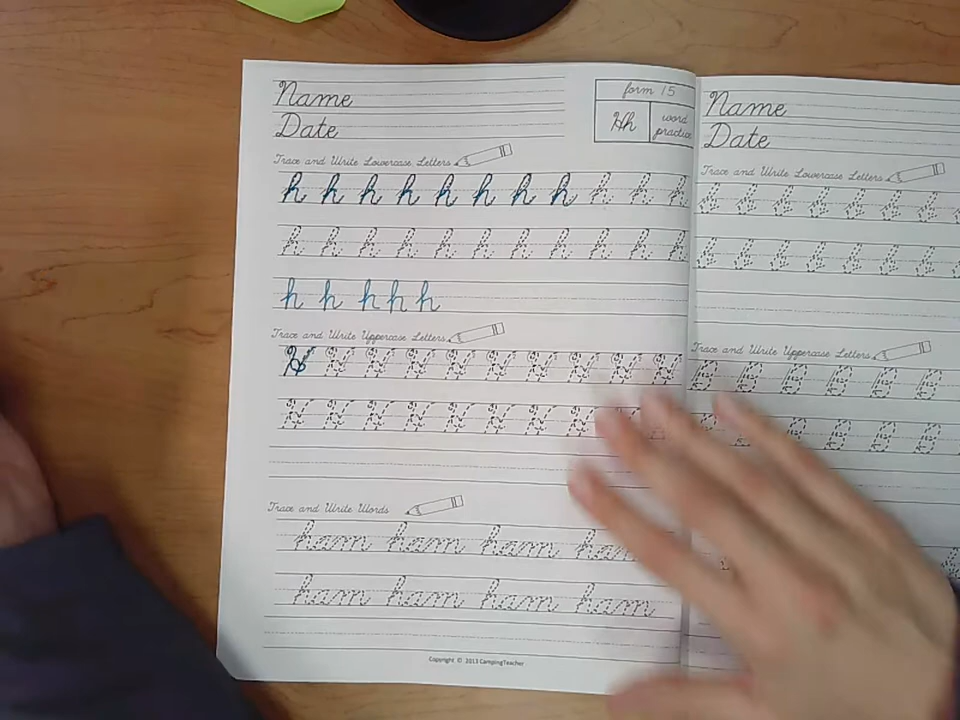 Name
Date
form 15
Hh
word
practice
Trace and Write Lowercase Letters
h h h h h h h h h h h
h h h h h h h h h h h
h h h h h
Trace and Write Uppercase Letters
H H H H H H H H H H
H H H H H H H H H
Trace and Write Words
ham ham ham ham
ham ham ham ham
Copyright © 2013 CampingTeacher
Name
Date
Trace and Write Lowercase Letters
Trace and Write Uppercase Letters